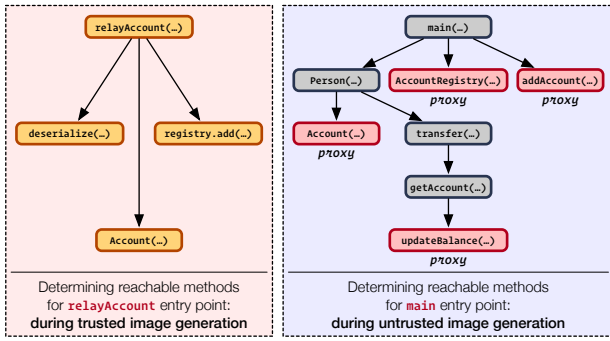 relayAccount(…)
deserialize(…)
registry.add(…)
Account(…)
Determining reachable methods
for relayAccount entry point:
during trusted image generation
main(…)
Person(…)
AccountRegistry(…)
addAccount(…)
proxy
proxy
Account(…)
transfer(…)
proxy
getAccount(…)
updateBalance(…)
proxy
Determining reachable methods
for main entry point:
during untrusted image generation